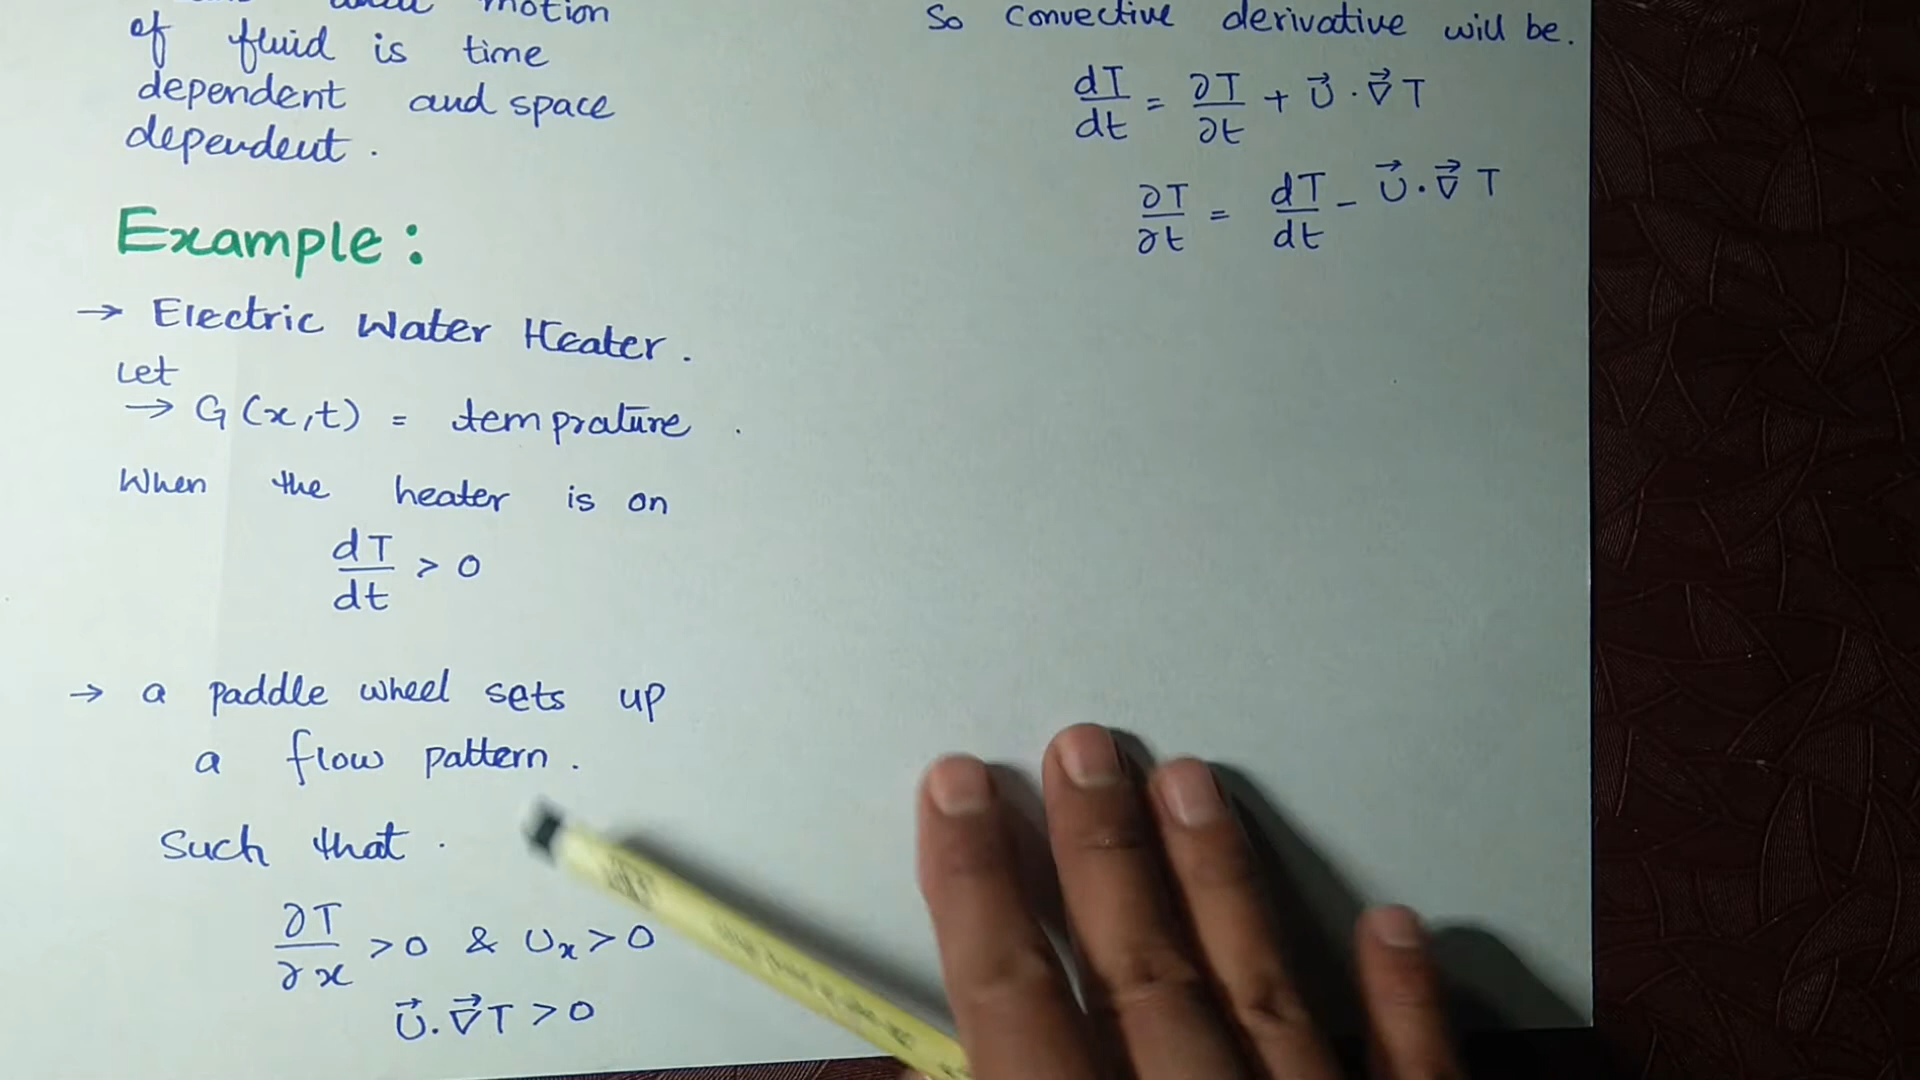 motion
of fluid is time
dependent and space
dependent.
Example:
→ Electric Water Heater.
Let
→ G(x,t) = temprature.
When the heater is on
dT/dt > 0
→ a paddle wheel sets up
a flow pattern.
Such that.
∂T/∂x > 0 & Ux > 0
U⃗.∇⃗T > 0
So convective derivative will be.
dT/dt = ∂T/∂t + U⃗.∇⃗T
∂T/∂t = dT/dt - U⃗.∇⃗T